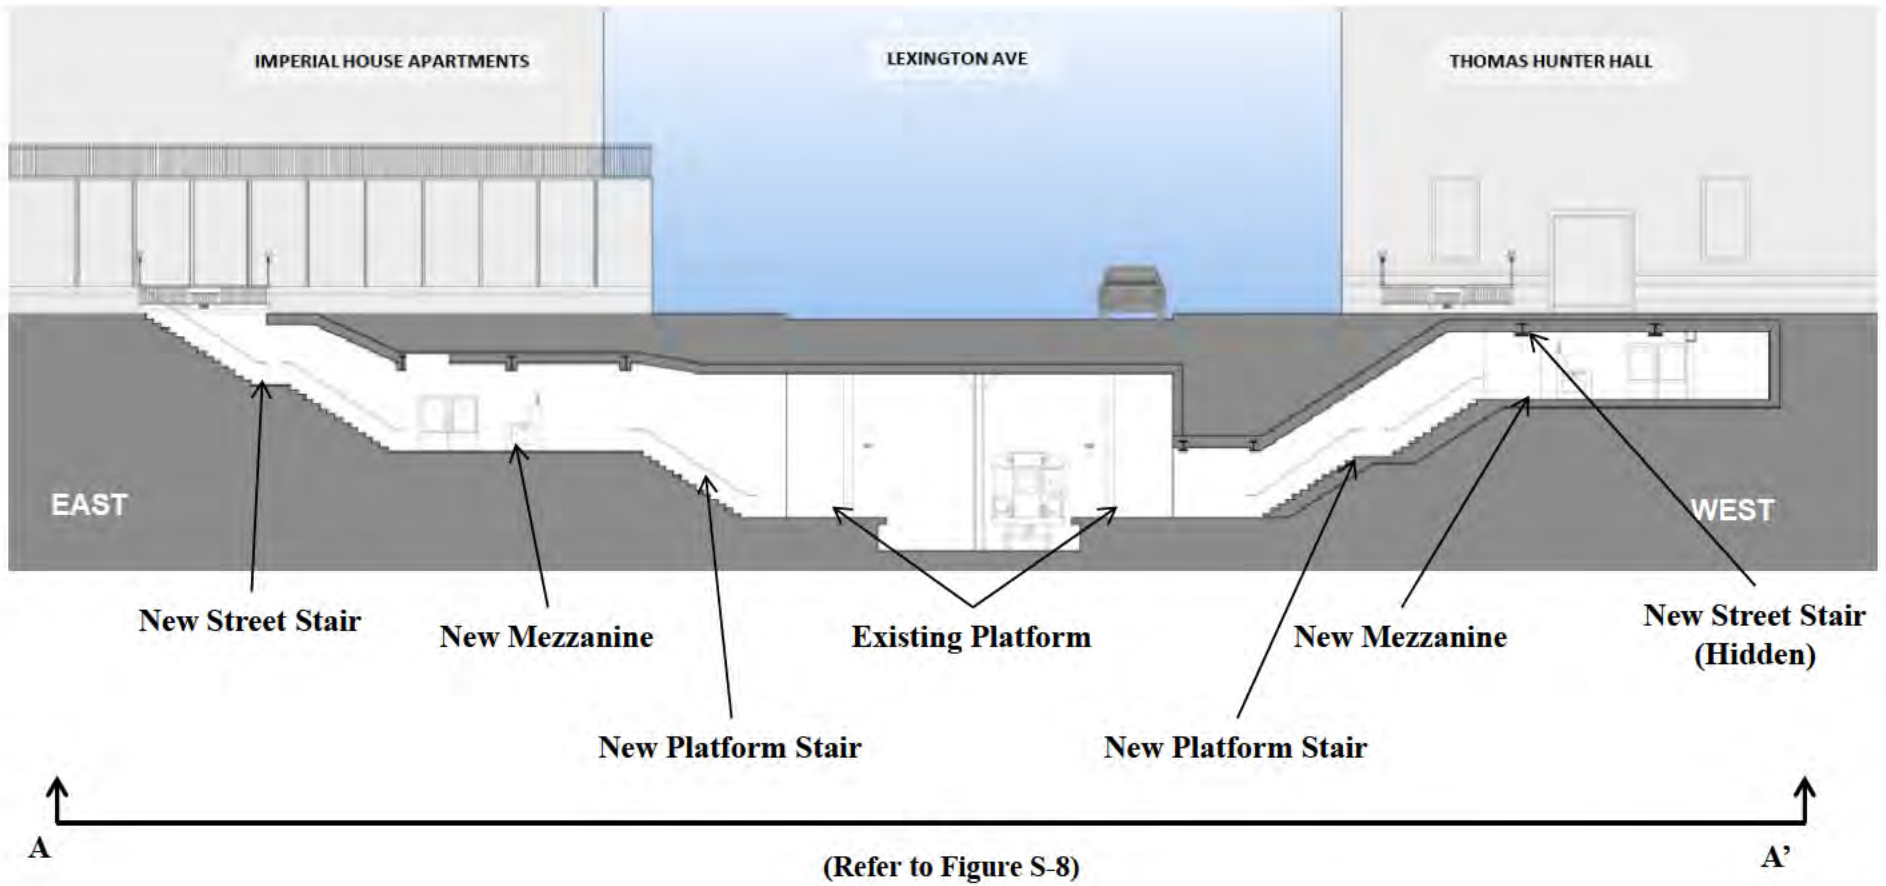 IMPERIAL HOUSE APARTMENTS
LEXINGTON AVE
THOMAS HUNTER HALL
EAST
WEST
New Street Stair
New Mezzanine
Existing Platform
New Mezzanine
New Street Stair
(Hidden)
New Platform Stair
New Platform Stair
A
A’
(Refer to Figure S-8)